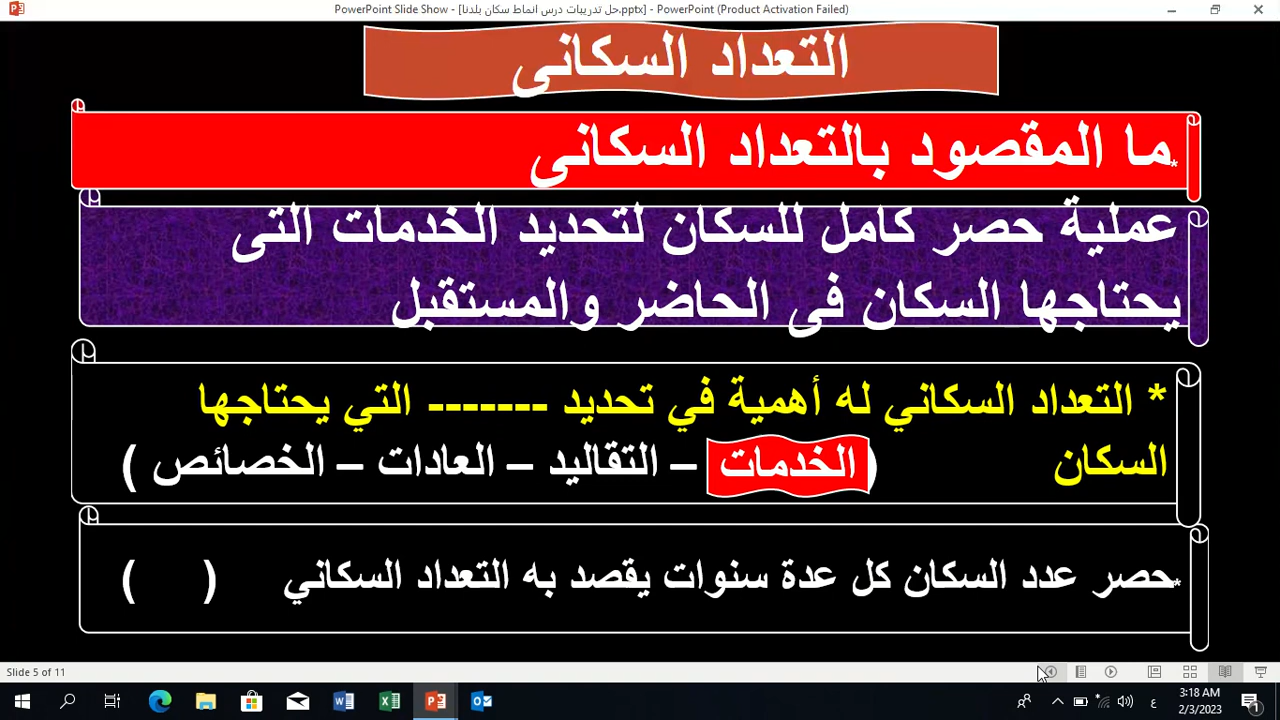 PowerPoint Slide Show - [حل تدريبات درس انماط سكان بلدنا.pptx] - PowerPoint (Product Activation Failed)
التعداد السكانى
*ما المقصود بالتعداد السكانى
عملية حصر كامل للسكان لتحديد الخدمات التى
يحتاجها السكان فى الحاضر والمستقبل
* التعداد السكاني له أهمية في تحديد ------- التي يحتاجها
السكان (الخدمات – التقاليد – العادات – الخصائص )
*حصر عدد السكان كل عدة سنوات يقصد به التعداد السكاني ( )
Slide 5 of 11
ع
3:18 AM
2/3/2023
1